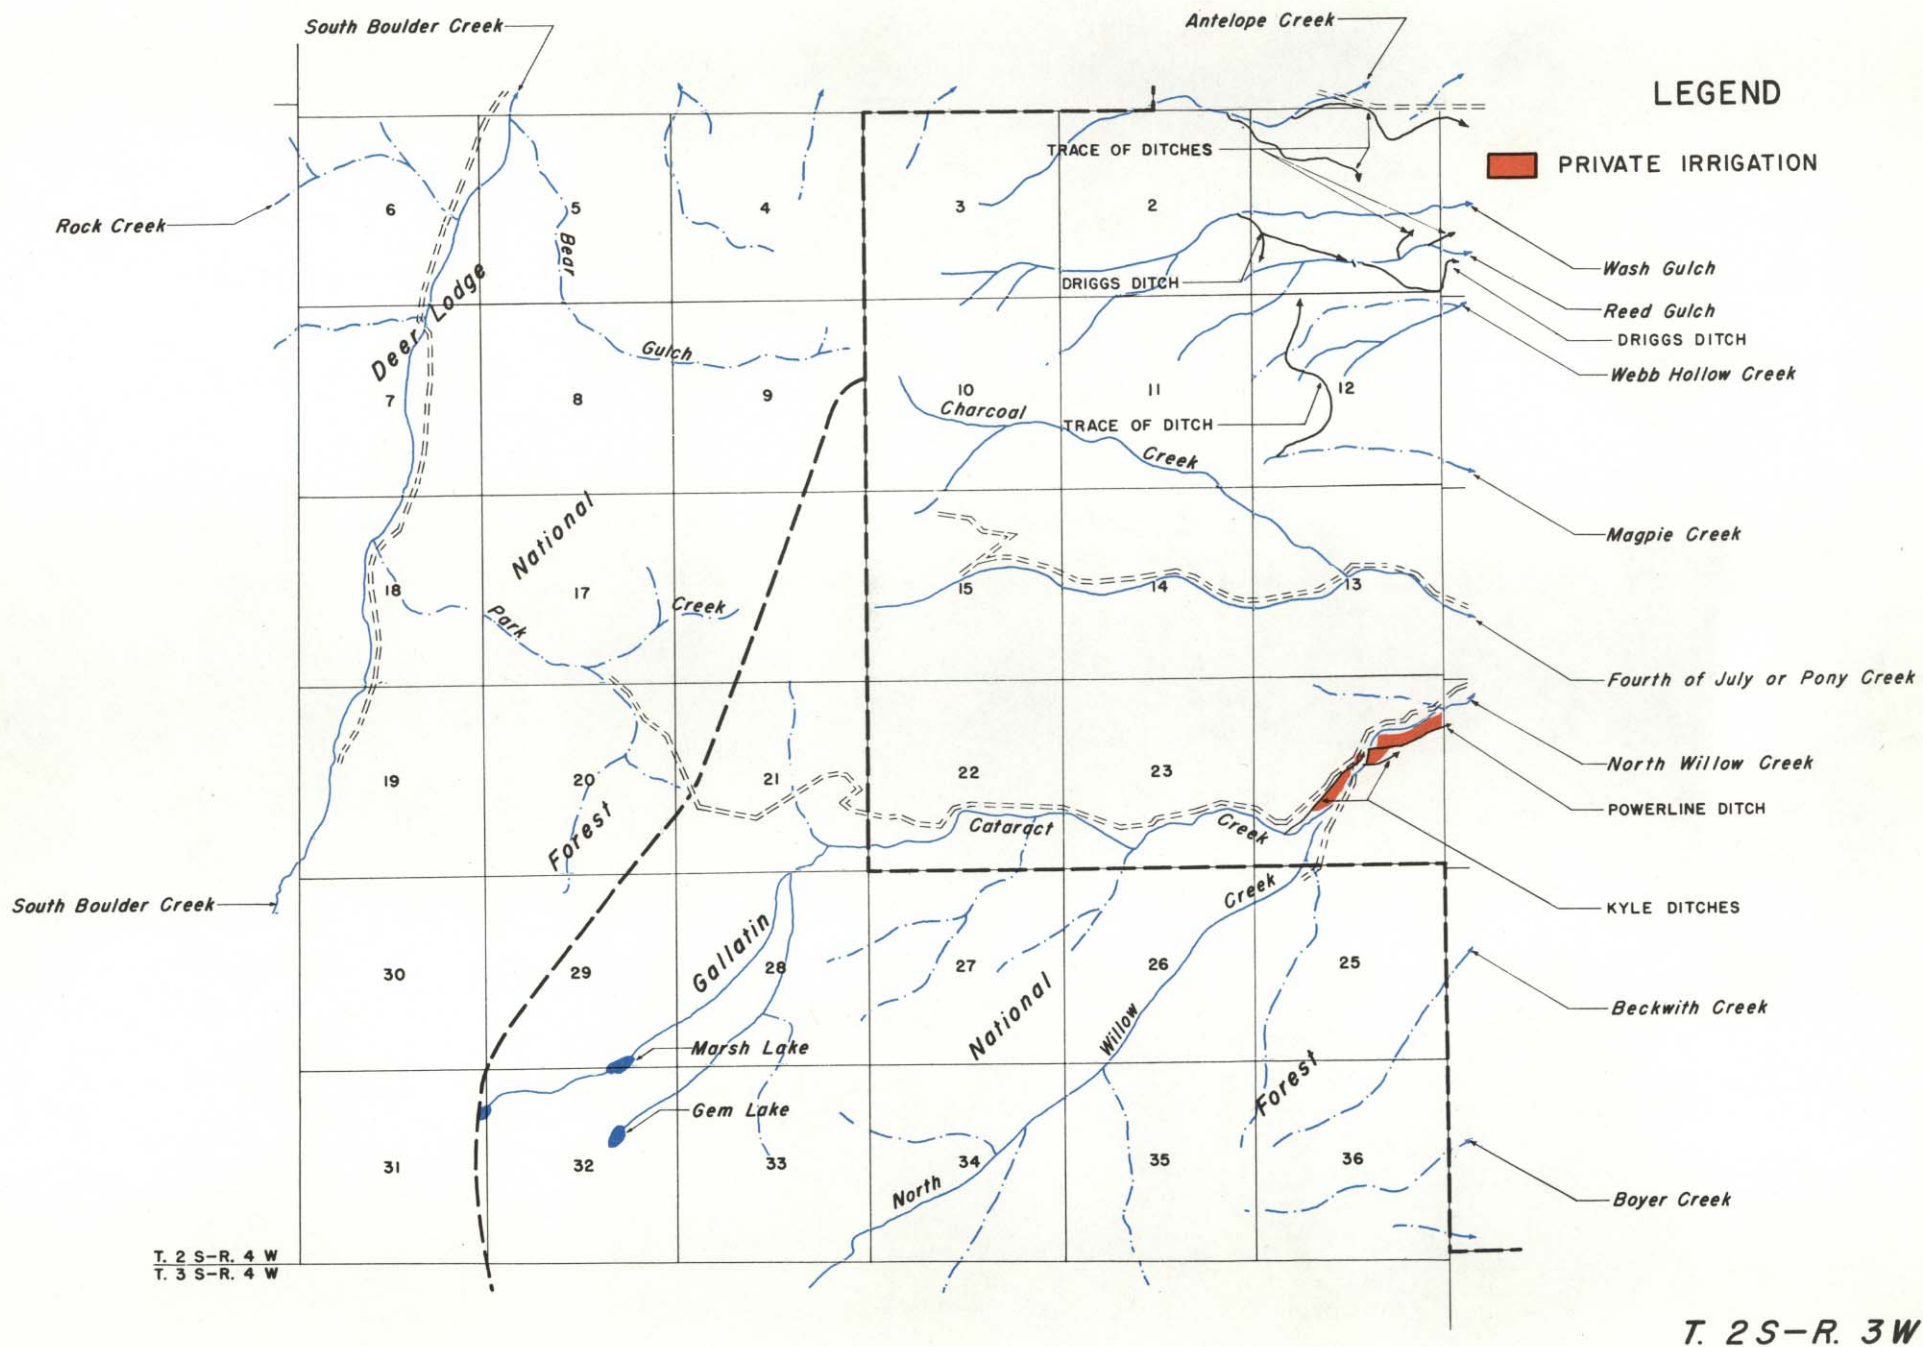 South Boulder Creek
Antelope Creek
LEGEND
PRIVATE IRRIGATION
TRACE OF DITCHES
Rock Creek
6
5
4
3
2
Bear
Wash Gulch
DRIGGS DITCH
Reed Gulch
DRIGGS DITCH
Deer Lodge
Gulch
Webb Hollow Creek
7
8
9
10
11
12
Charcoal
TRACE OF DITCH
Creek
National
Magpie Creek
18
17
15
14
13
Park
Creek
Fourth of July or Pony Creek
19
20
21
22
23
North Willow Creek
POWERLINE DITCH
Cataract
Creek
Forest
Creek
South Boulder Creek
KYLE DITCHES
Gallatin
30
29
28
27
26
25
National
Willow
Beckwith Creek
Marsh Lake
Forest
Gem Lake
31
32
33
34
35
36
North
Boyer Creek
T. 2 S-R. 4 W
T. 3 S-R. 4 W
T. 2S-R. 3W